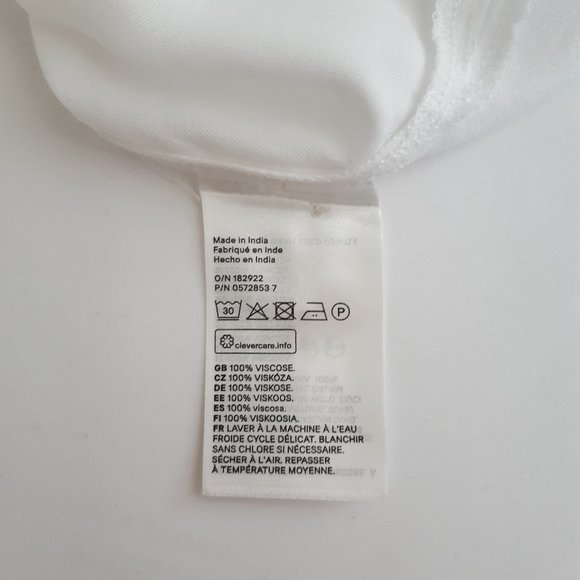 Made in India
Fabriqué en Inde
Hecho en India
O/N 182922
P/N 0572853 7
30 P
clevercare.info
GB 100% VISCOSE.
CZ 100% VISKÓZA.
DE 100% VISKOSE.
EE 100% VISKOOS.
ES 100% viscosa.
FI 100% VISKOOSIA.
FR LAVER À LA MACHINE À L'EAU
FROIDE CYCLE DÉLICAT. BLANCHIR
SANS CHLORE SI NÉCESSAIRE.
SÉCHER À L'AIR, REPASSER
À TEMPÉRATURE MOYENNE.